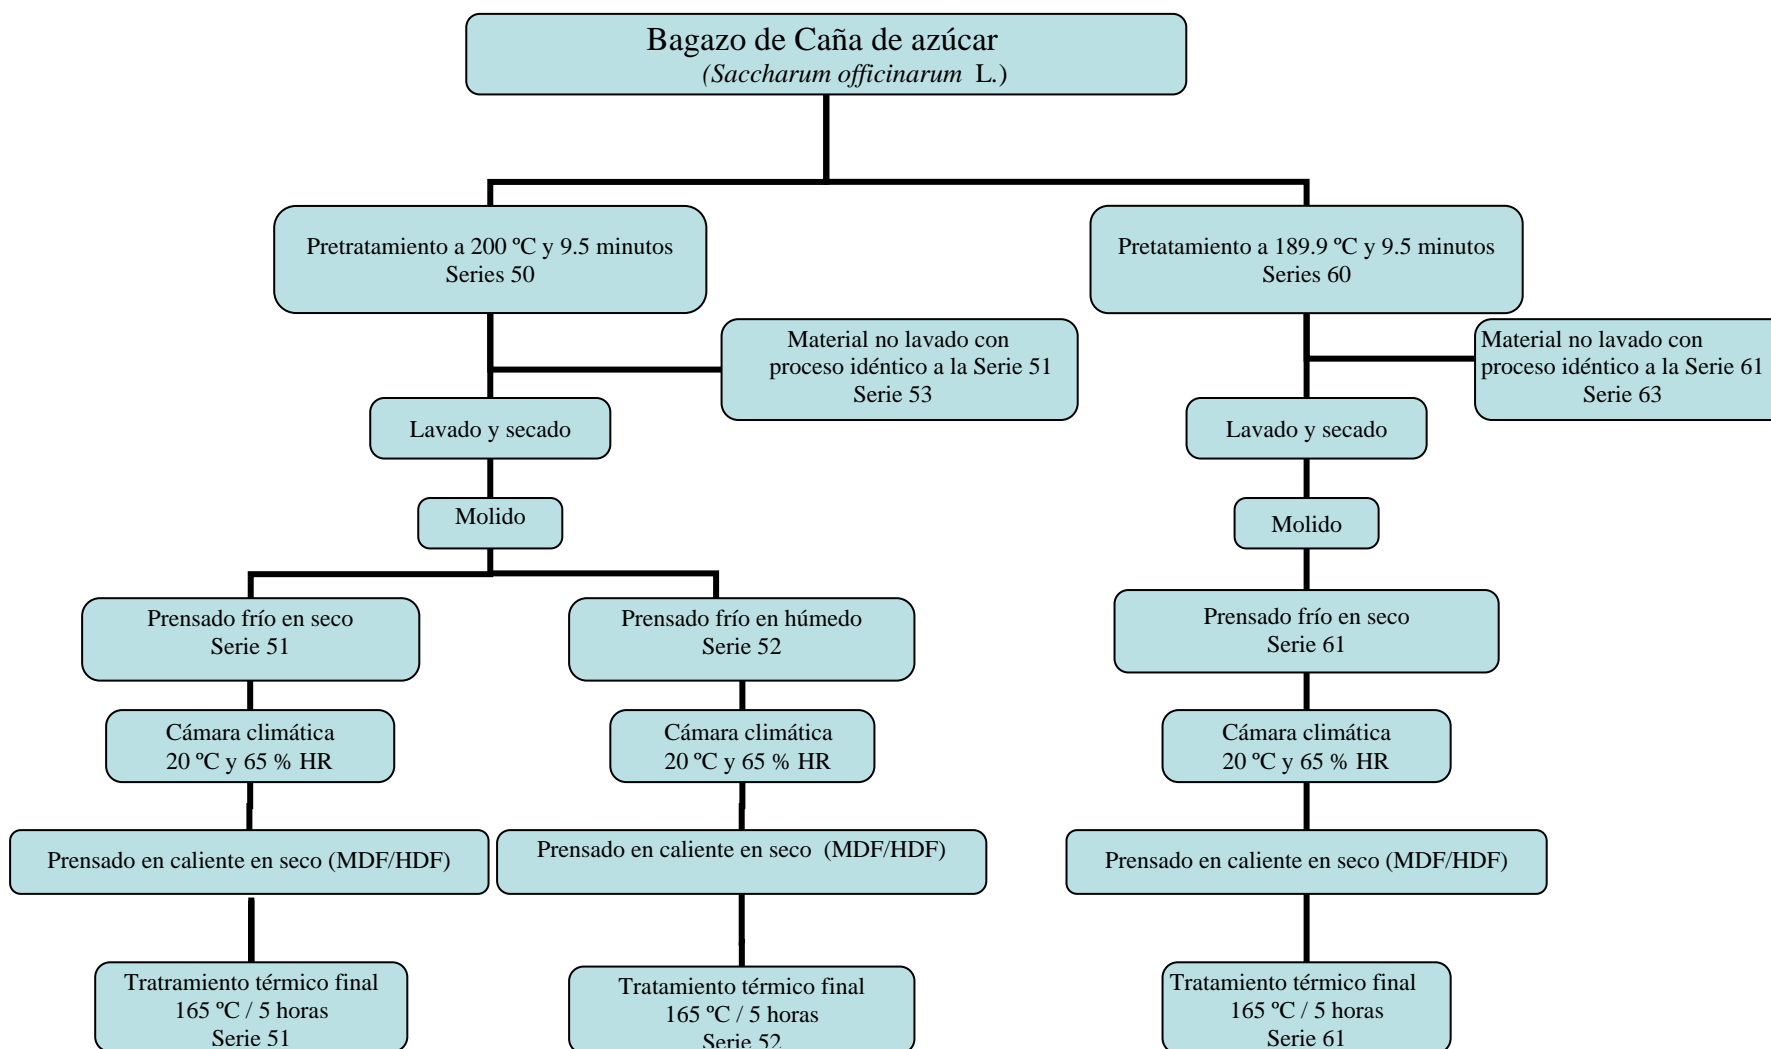 Bagazo de Caña de azúcar
(Saccharum officinarum L.)
Pretratamiento a 200 ºC y 9.5 minutos
Series 50
Pretatamiento a 189.9 ºC y 9.5 minutos
Series 60
Material no lavado con
proceso idéntico a la Serie 51
Serie 53
Material no lavado con
proceso idéntico a la Serie 61
Serie 63
Lavado y secado
Lavado y secado
Molido
Molido
Prensado frío en seco
Serie 51
Prensado frío en húmedo
Serie 52
Prensado frío en seco
Serie 61
Cámara climática
20 ºC y 65 % HR
Cámara climática
20 ºC y 65 % HR
Cámara climática
20 ºC y 65 % HR
Prensado en caliente en seco (MDF/HDF)
Prensado en caliente en seco (MDF/HDF)
Prensado en caliente en seco (MDF/HDF)
Tratramiento térmico final
165 ºC / 5 horas
Serie 51
Tratamiento térmico final
165 ºC / 5 horas
Serie 52
Tratamiento térmico final
165 ºC / 5 horas
Serie 61